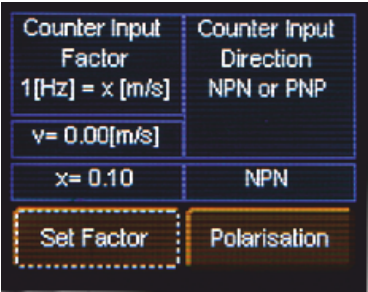 Counter Input
Factor
1[Hz] = x [m/s]
Counter Input
Direction
NPN or PNP
v= 0.00[m/s]
x= 0.10
NPN
Set Factor
Polarisation